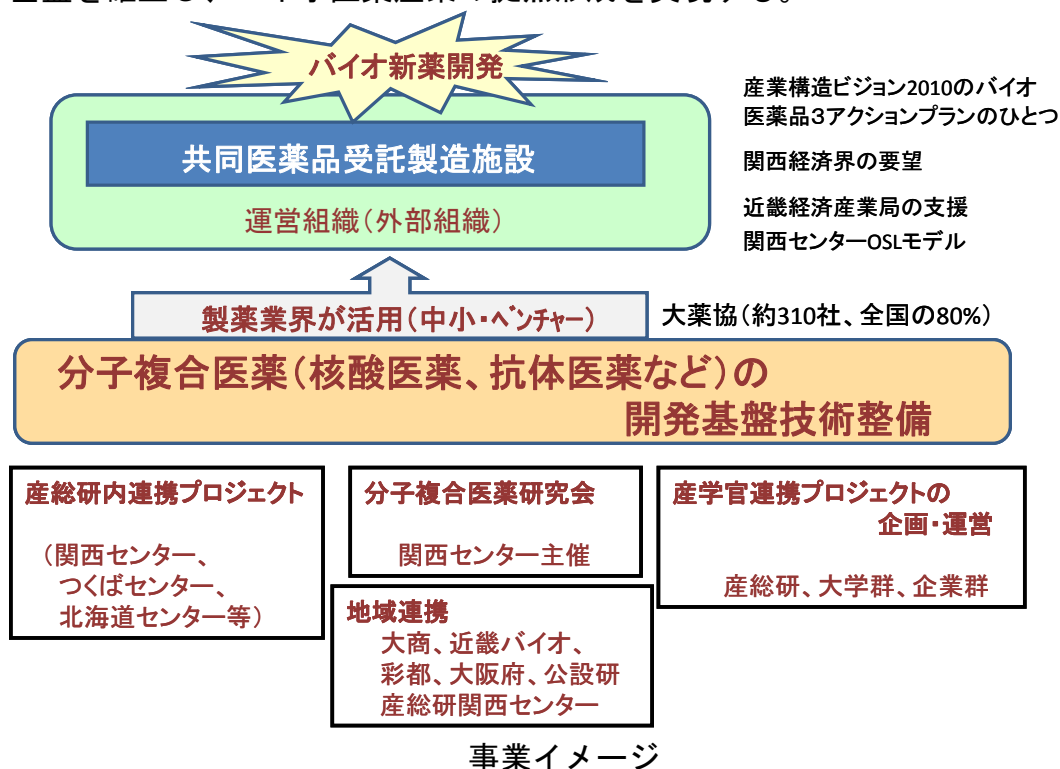 バイオ新薬開発
共同医薬品受託製造施設
運営組織(外部組織)
産業構造ビジョン2010のバイオ
医薬品3アクションプランのひとつ
関西経済界の要望
近畿経済産業局の支援
関西センターOSLモデル
製薬業界が活用(中小・ベンチャー)
大薬協(約310社、全国の80%)
分子複合医薬(核酸医薬、抗体医薬など)の
開発基盤技術整備
産総研内連携プロジェクト
(関西センター、
つくばセンター、
北海道センター等)
分子複合医薬研究会
関西センター主催
地域連携
大商、近畿バイオ、
彩都、大阪府、公設研
産総研関西センター
産学官連携プロジェクトの
企画・運営
産総研、大学群、企業群
事業イメージ